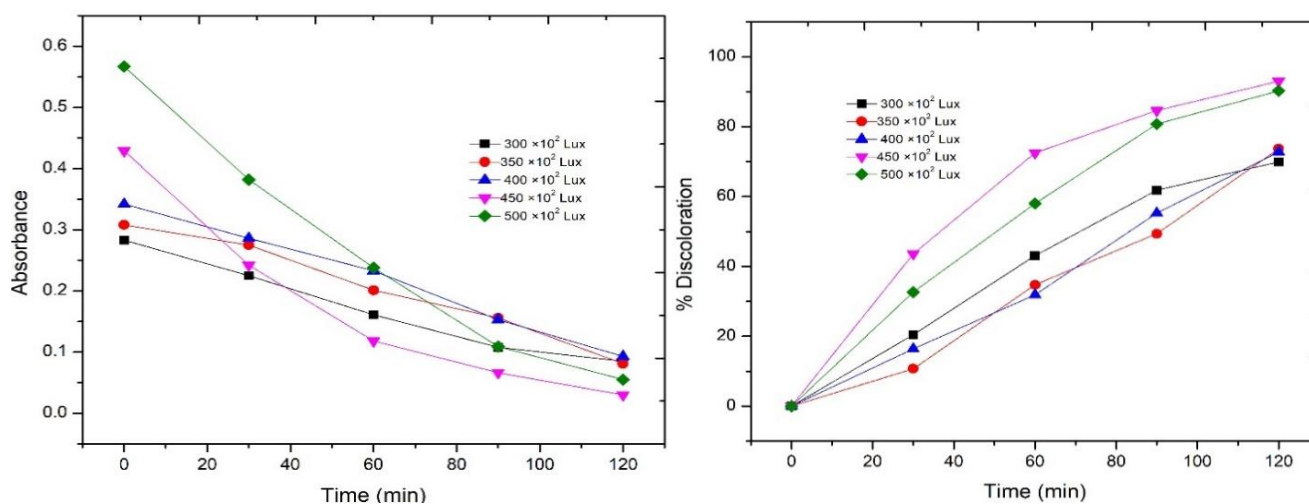 Absorbance
0.6
0.5
0.4
0.3
0.2
0.1
0.0
300 ×10² Lux
350 ×10² Lux
400 ×10² Lux
450 ×10² Lux
500 ×10² Lux
0 20 40 60 80 100 120
Time (min)
% Discoloration
100
80
60
40
20
0
300 ×10² Lux
350 ×10² Lux
400 ×10² Lux
450 ×10² Lux
500 ×10² Lux
0 20 40 60 80 100 120
Time (min)